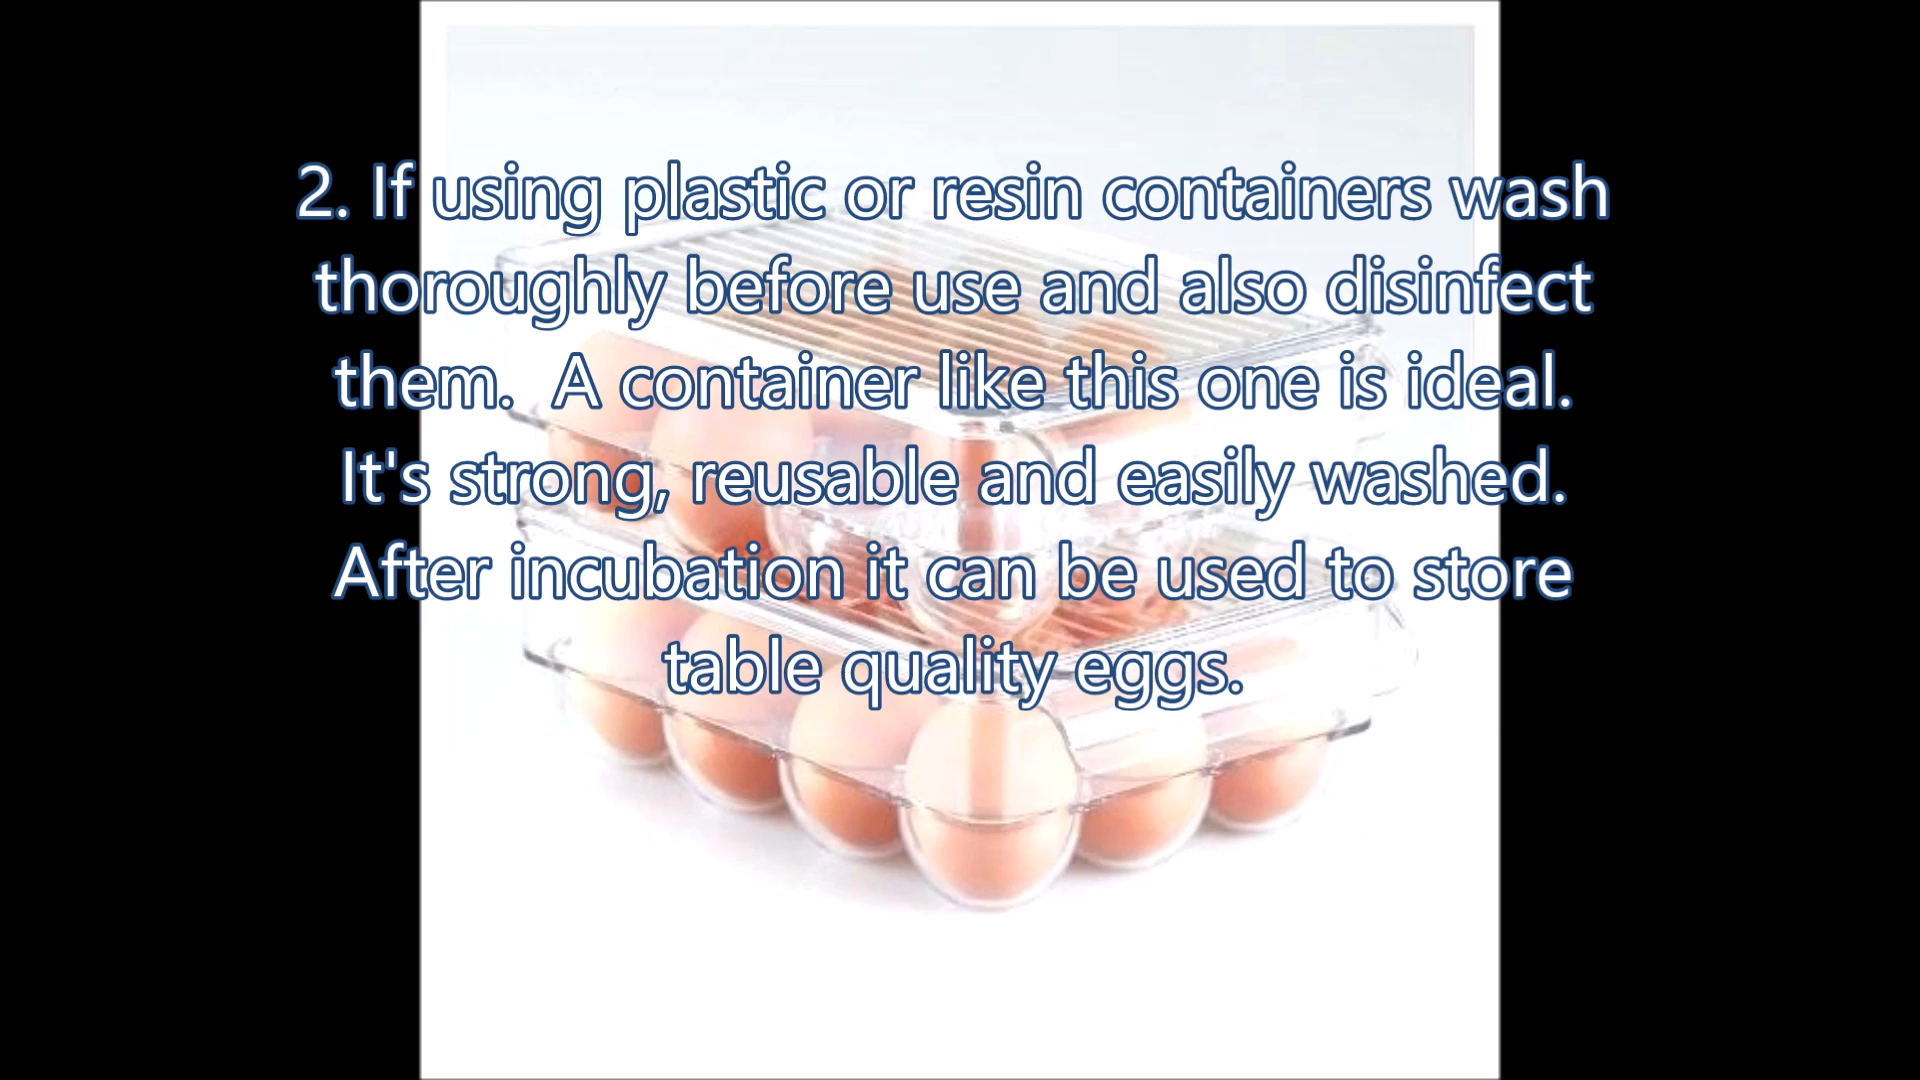 2. If using plastic or resin containers wash
thoroughly before use and also disinfect
them.  A container like this one is ideal.
It's strong, reusable and easily washed.
After incubation it can be used to store
table quality eggs.